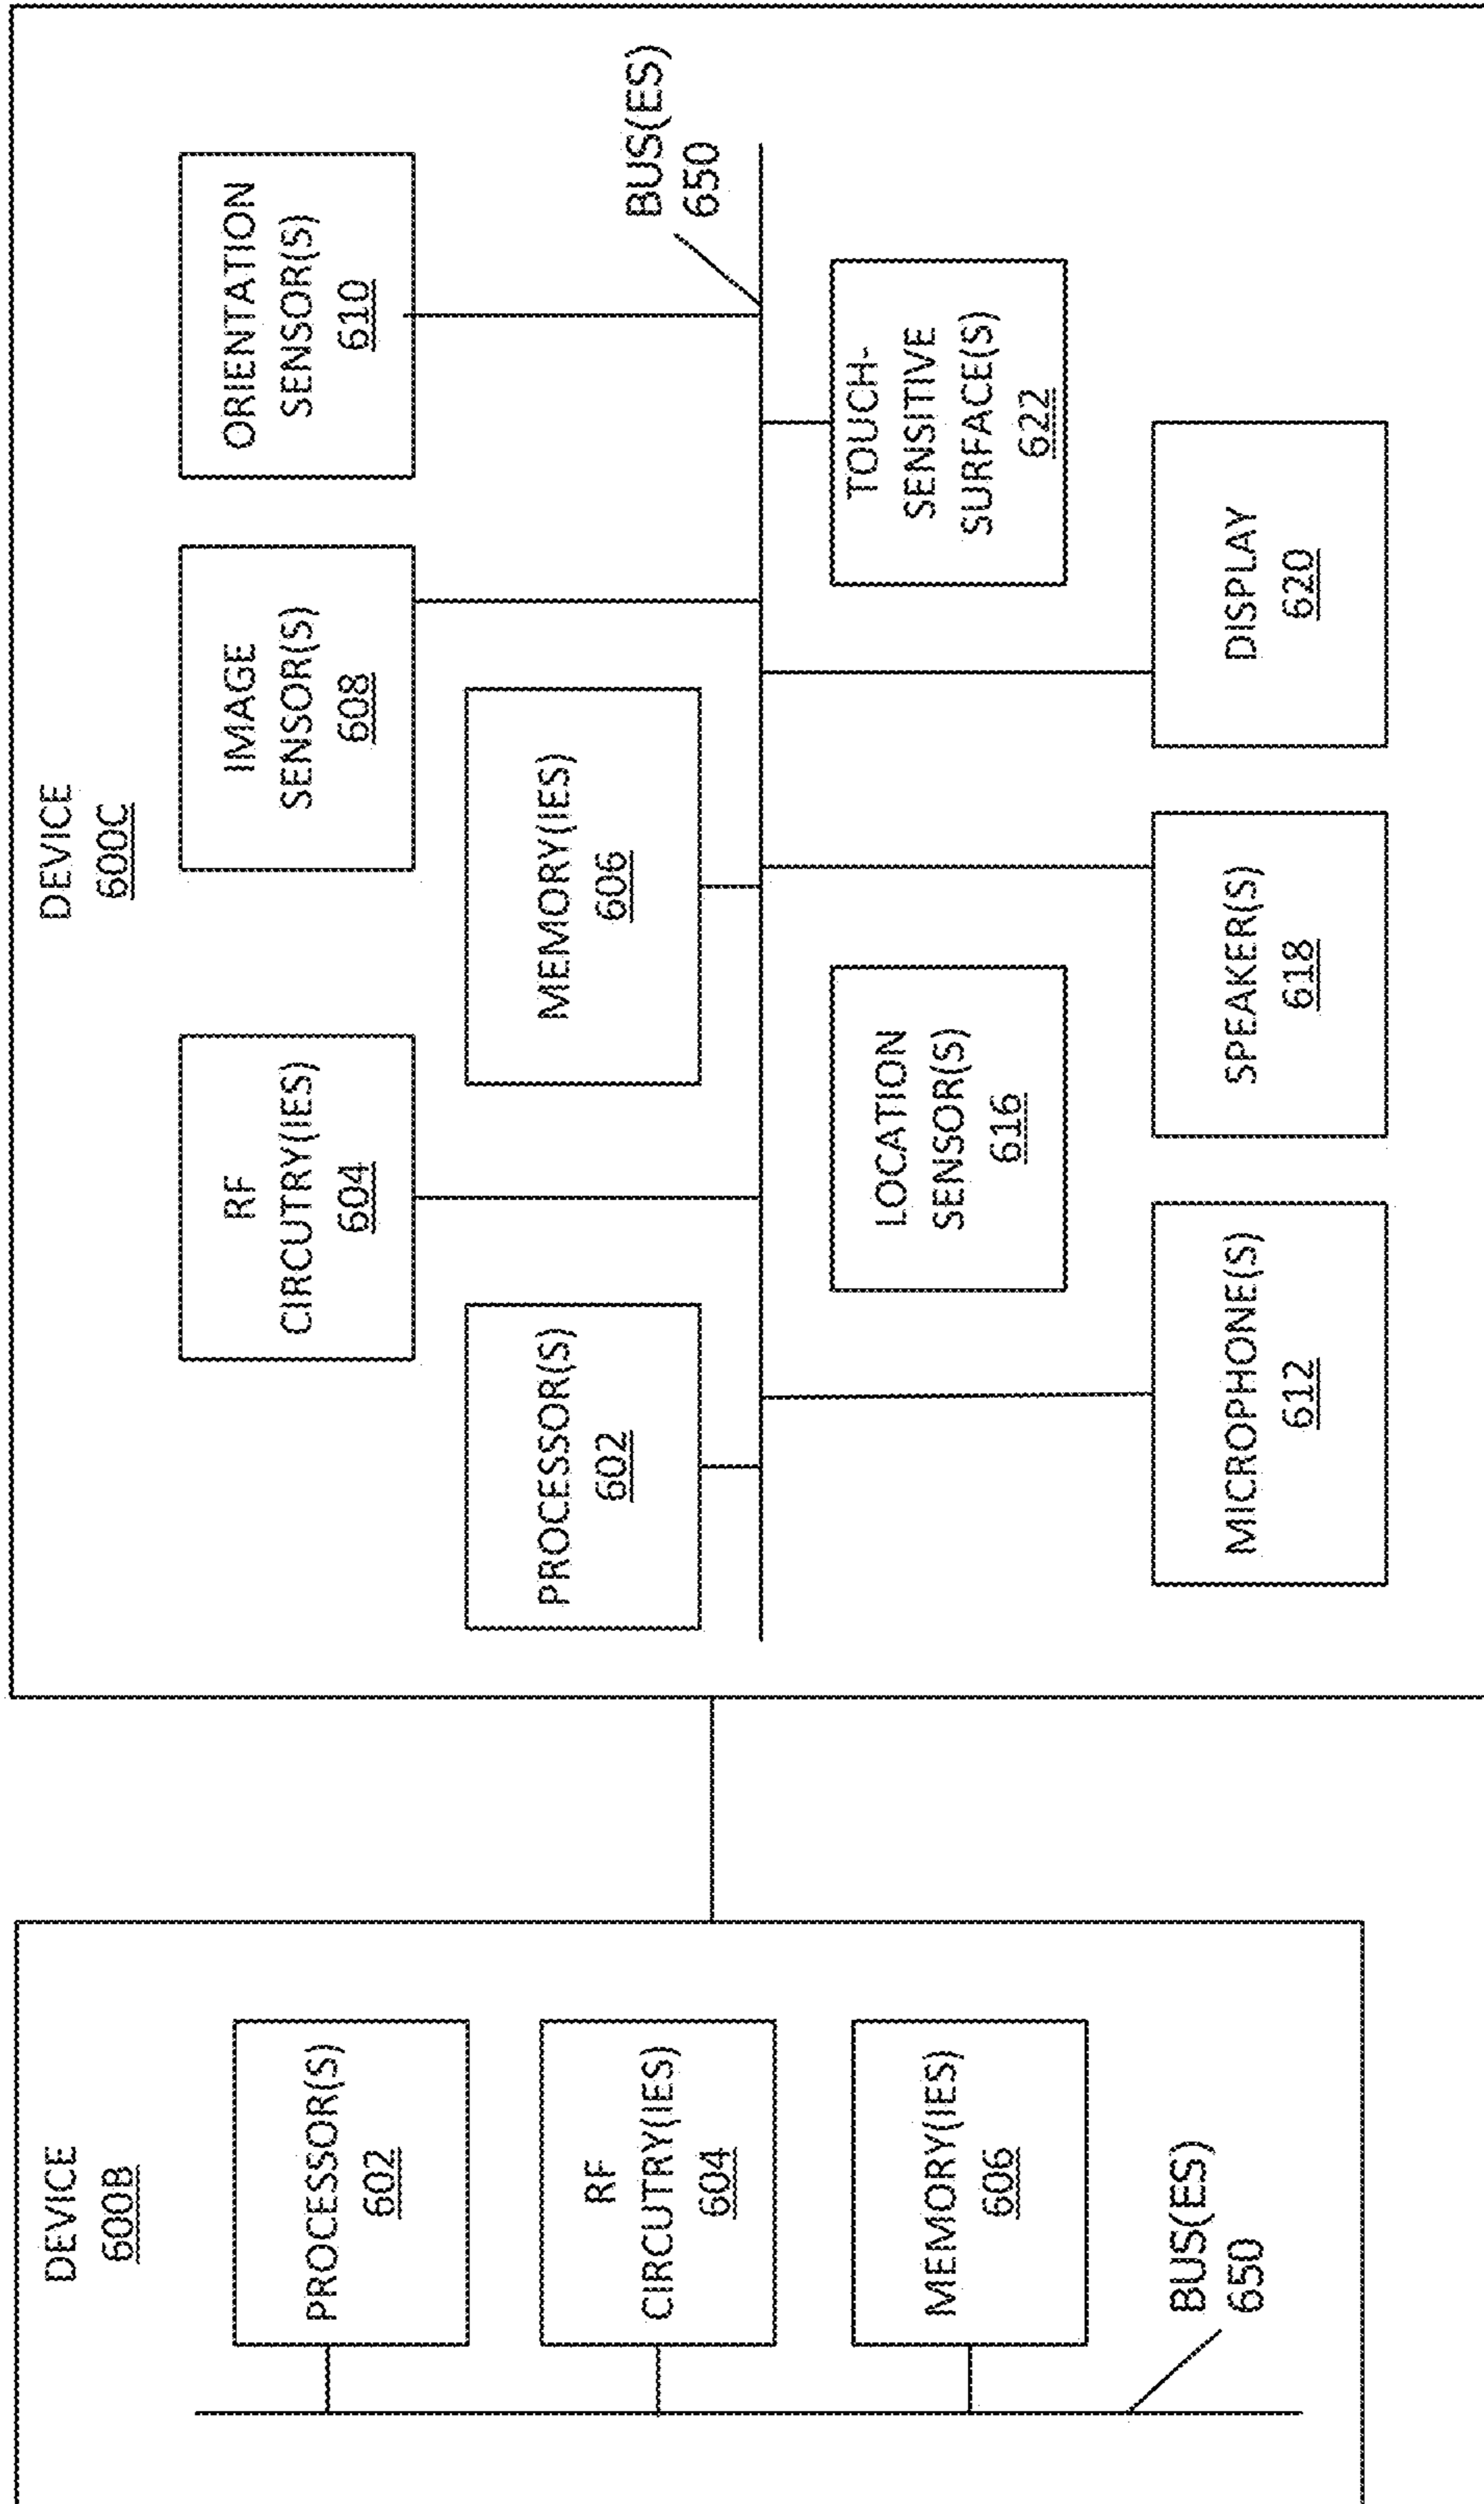 DEVICE
600B
PROCESSOR(S)
602
RF
CIRCUTRY(IES)
604
MEMORY(IES)
606
BUS(ES)
650
DEVICE
600C
RF
CIRCUTRY(IES)
604
IMAGE
SENSOR(S)
608
ORIENTATION
SENSOR(S)
610
PROCESSOR(S)
602
MEMORY(IES)
606
BUS(ES)
650
LOCATION
SENSOR(S)
616
TOUCH-
SENSITIVE
SURFACE(S)
622
MICROPHONE(S)
612
SPEAKER(S)
618
DISPLAY
620